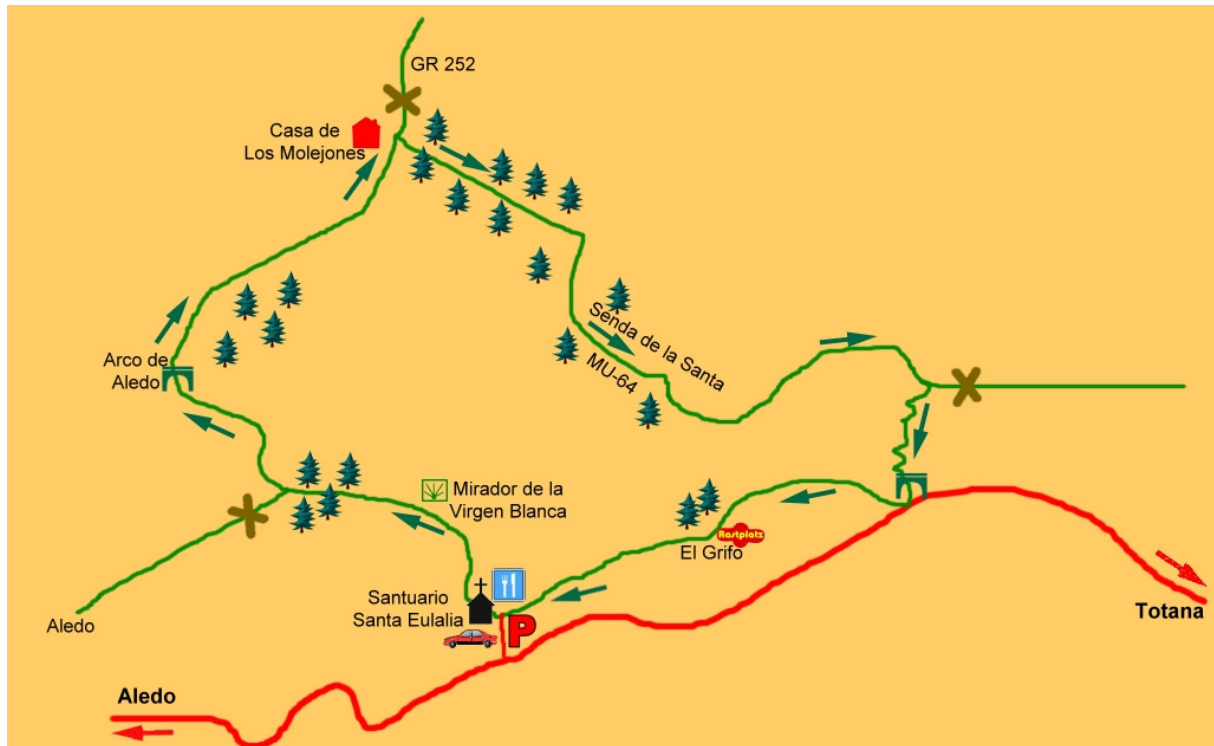 GR 252
Casa de
Los Molejones
Senda de la Santa
MU-64
Arco de
Aledo
Mirador de la
Virgen Blanca
Rastplatz
El Grifo
Santuario
Santa Eulalia
P
Aledo
Totana
Aledo